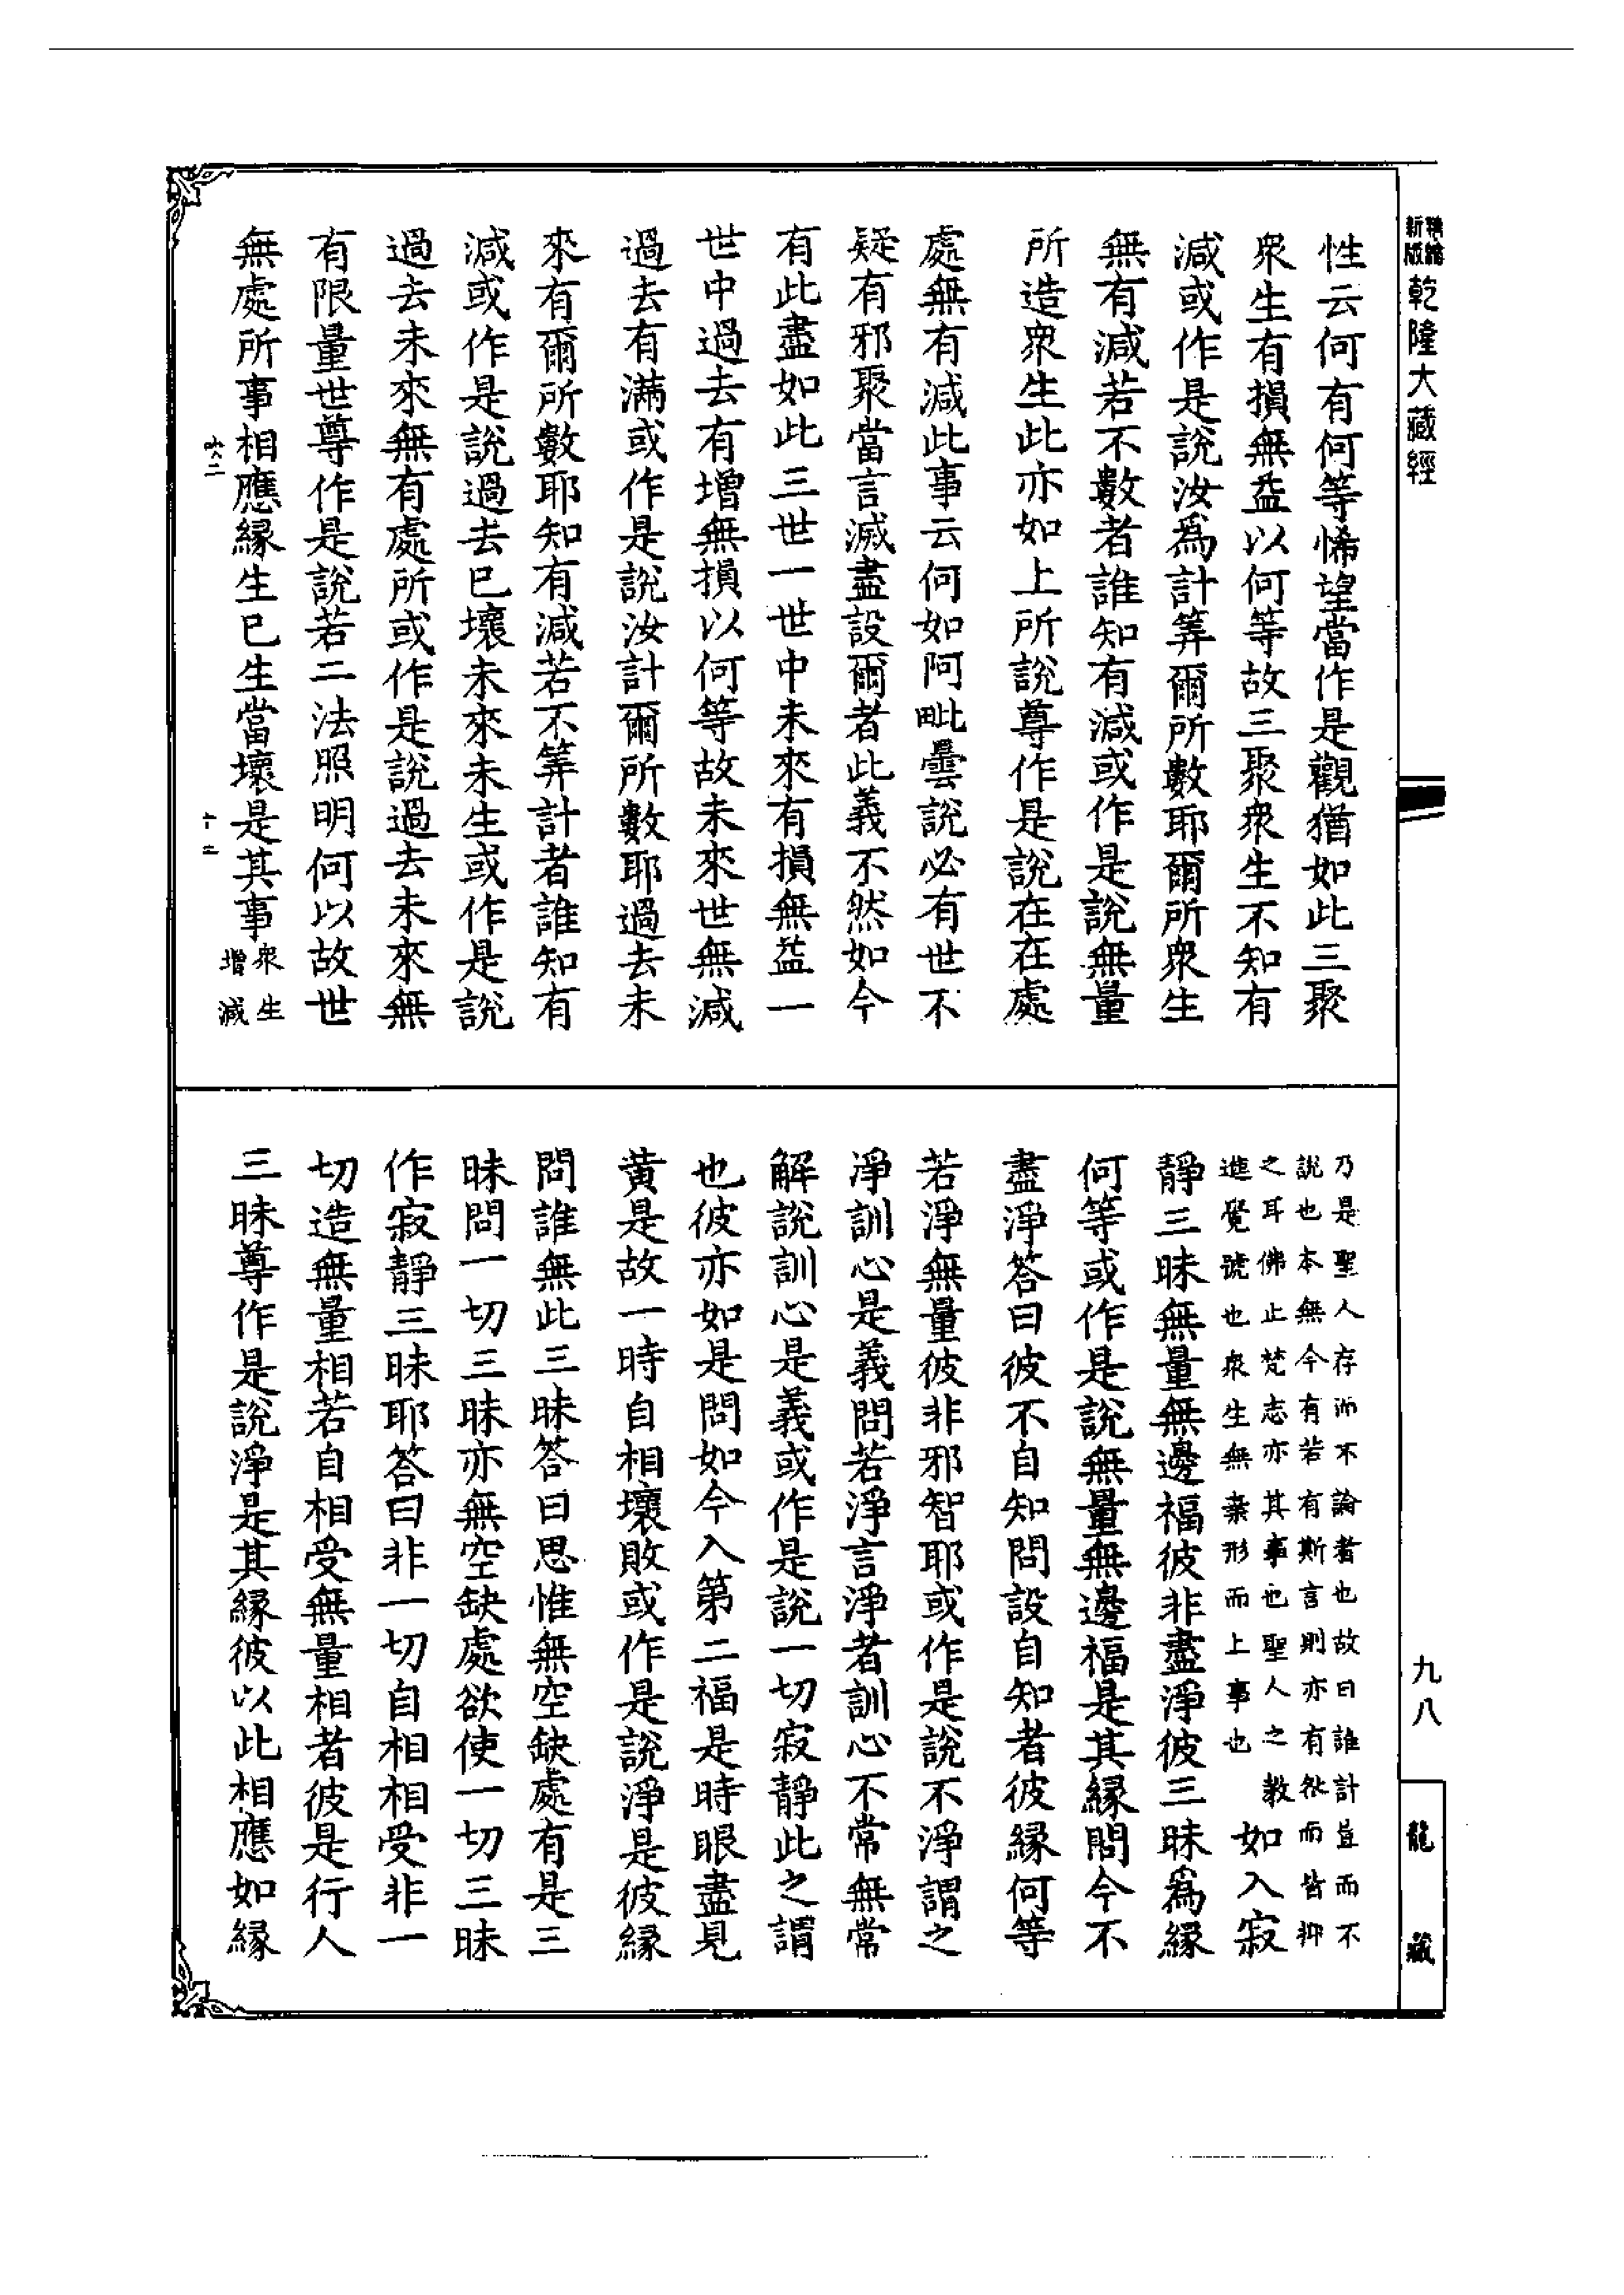 新版
乾隆大藏經
性云何有何等悕望當作是觀猶如此三聚
衆生有損無益以何等故三聚衆生不知有
減或作是說汝爲計筭爾所數耶爾所衆生
無有減若不數者誰知有減或作是說無量
所造衆生此亦如上所說尊作是說在在處
處無有減此事云何如阿毗曇說必有世不
疑有邪聚當言滅盡設爾者此義不然如今
有此盡如此三世一世中未來有損無益一
世中過去有增無損以何等故未來世無減
過去有滿或作是說汝計爾所數耶過去未
來有爾所數耶知有減若不筭計者誰知有
減或作是說過去已壞未來未生或作是說
過去未來無有處所或作是說過去未來無
有限量世尊作是說若二法照明何以故世
無處所事相應緣生已生當壞是其事衆生增減
乃是聖人存而不論者也故曰誰計豈而不
說也本無今有若有斯言則亦有欲而皆抑
之耳佛止梵志亦其事也聖人之教
進覺號也衆生無棄形而上事也 如入寂
靜三昧無量無邊福彼非盡淨彼三昧爲緣
何等或作是說無量無邊福是其緣問今不
盡淨答曰彼不自知問設自知者彼緣何等
若淨無量彼非邪智耶或作是說不淨謂之
淨訓心是義問若淨言淨者訓心不常無常
解說訓心是義或作是說一切寂靜此之謂
也彼亦如是問如今入第二福是時眼盡見
黃是故一時自相壞敗或作是說淨是彼緣
問誰無此三昧答曰思惟無空缺處有是三
昧問一切三昧亦無空缺處欲使一切三昧
作寂靜三昧耶答曰非一切自相相受非一
切造無量相若自相受無量相者彼是行人
三昧尊作是說淨是其緣彼以此相應如緣
九八
龍藏